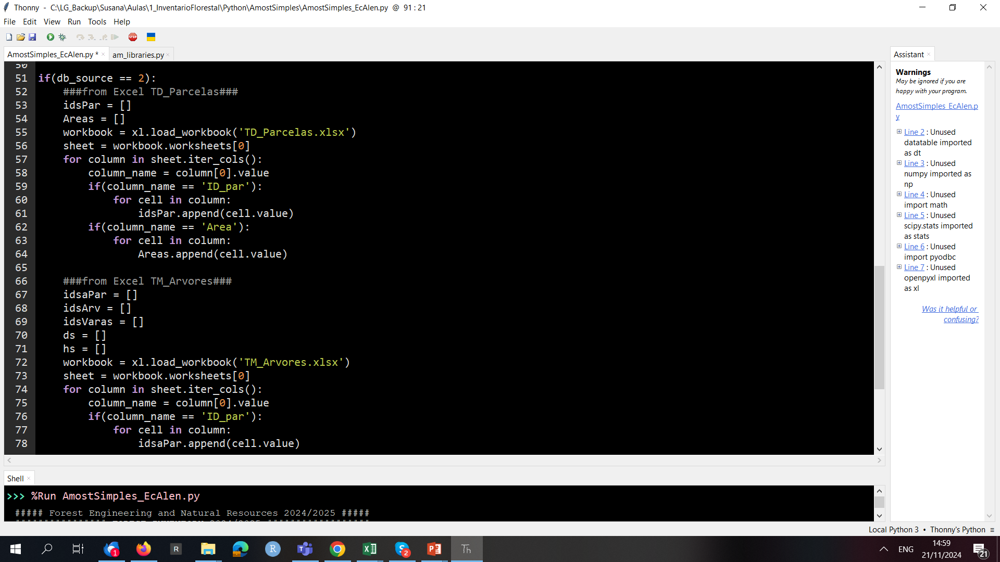 Thonny - C:\LG_Backup\Susana\Aulas\1_InventarioFlorestal\Python\AmostSimples\AmostSimples_EcAlen.py @ 91 : 21
File Edit View Run Tools Help
STOP
AmostSimples_EcAlen.py * ×
am_libraries.py ×
50
51 if(db_source == 2):
52     ###from Excel TD_Parcelas###
53     idsPar = []
54     Areas = []
55     workbook = xl.load_workbook('TD_Parcelas.xlsx')
56     sheet = workbook.worksheets[0]
57     for column in sheet.iter_cols():
58         column_name = column[0].value
59         if(column_name == 'ID_par'):
60             for cell in column:
61                 idsPar.append(cell.value)
62         if(column_name == 'Area'):
63             for cell in column:
64                 Areas.append(cell.value)
65
66     ###from Excel TM_Arvores###
67     idsaPar = []
68     idsArv = []
69     idsVaras = []
70     ds = []
71     hs = []
72     workbook = xl.load_workbook('TM_Arvores.xlsx')
73     sheet = workbook.worksheets[0]
74     for column in sheet.iter_cols():
75         column_name = column[0].value
76         if(column_name == 'ID_par'):
77             for cell in column:
78                 idsaPar.append(cell.value)
Shell ×
>>> %Run AmostSimples_EcAlen.py
##### Forest Engineering and Natural Resources 2024/2025 #####
Assistant ×
Warnings
May be ignored if you are
happy with your program.
AmostSimples_EcAlen.p
y
Line 2 : Unused
datatable imported
as dt
Line 3 : Unused
numpy imported as
np
Line 4 : Unused
import math
Line 5 : Unused
scipy.stats imported
as stats
Line 6 : Unused
import pyodbc
Line 7 : Unused
openpyxl imported
as xl
Was it helpful or
confusing?
Local Python 3 • Thonny's Python ≡
1
R
R
T
X
S
2
P
Th
ENG
14:59
21/11/2024
21